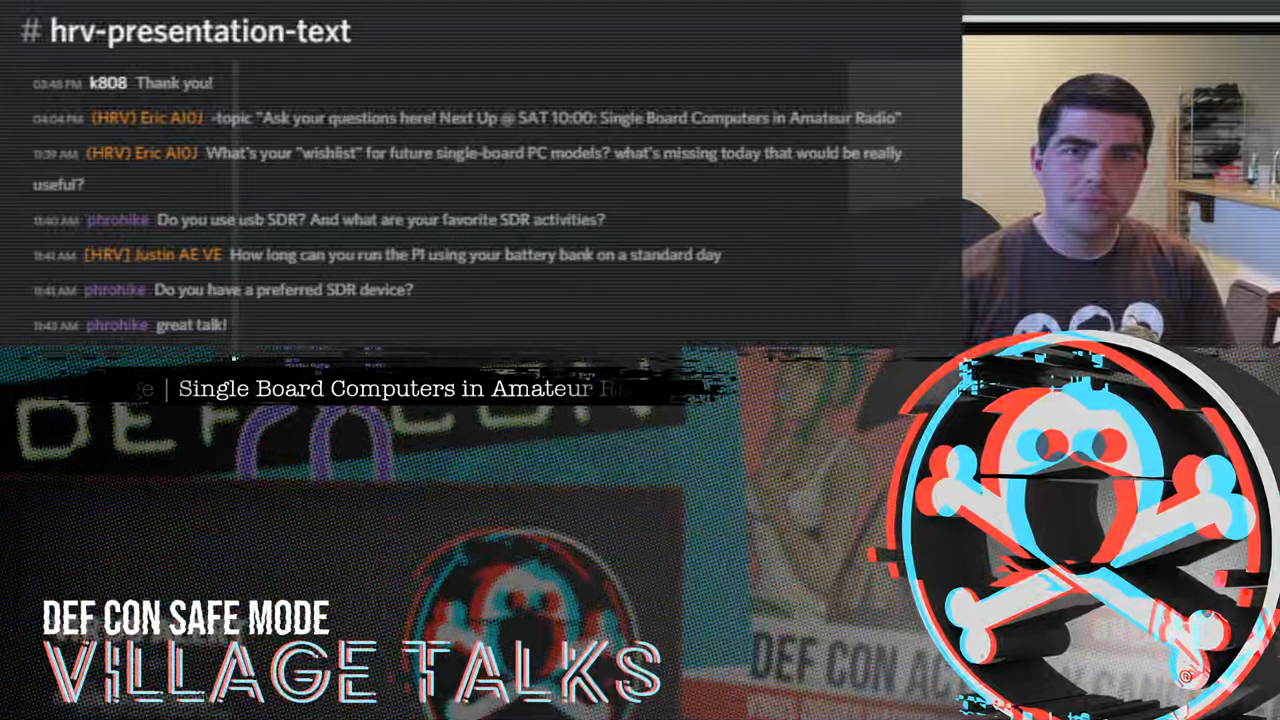 # hrv-presentation-text
03:48 PM k808 Thank you!
04:04 PM (HRV) Eric AI0J -topic "Ask your questions here! Next Up @ SAT 10:00: Single Board Computers in Amateur Radio"
11:39 AM (HRV) Eric AI0J What's your "wishlist" for future single-board PC models? what's missing today that would be really
useful?
11:40 AM phrohike Do you use usb SDR? And what are your favorite SDR activities?
11:41 AM [HRV] Justin AE VE How long can you run the PI using your battery bank on a standard day
11:41 AM phrohike Do you have a preferred SDR device?
11:43 AM phrohike great talk!
e | Single Board Computers in Amateur
DEF CON
DEF CON SAFE MODE
VILLAGE TALKS
DEF CON